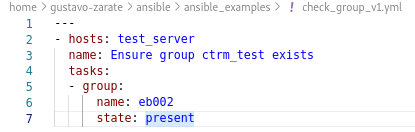 home > gustavo-zarate > ansible > ansible_examples > ! check_group_v1.yml
1 ---
2 - hosts: test_server
3 name: Ensure group ctrm_test exists
4 tasks:
5 - group:
6 name: eb002
7 state: present